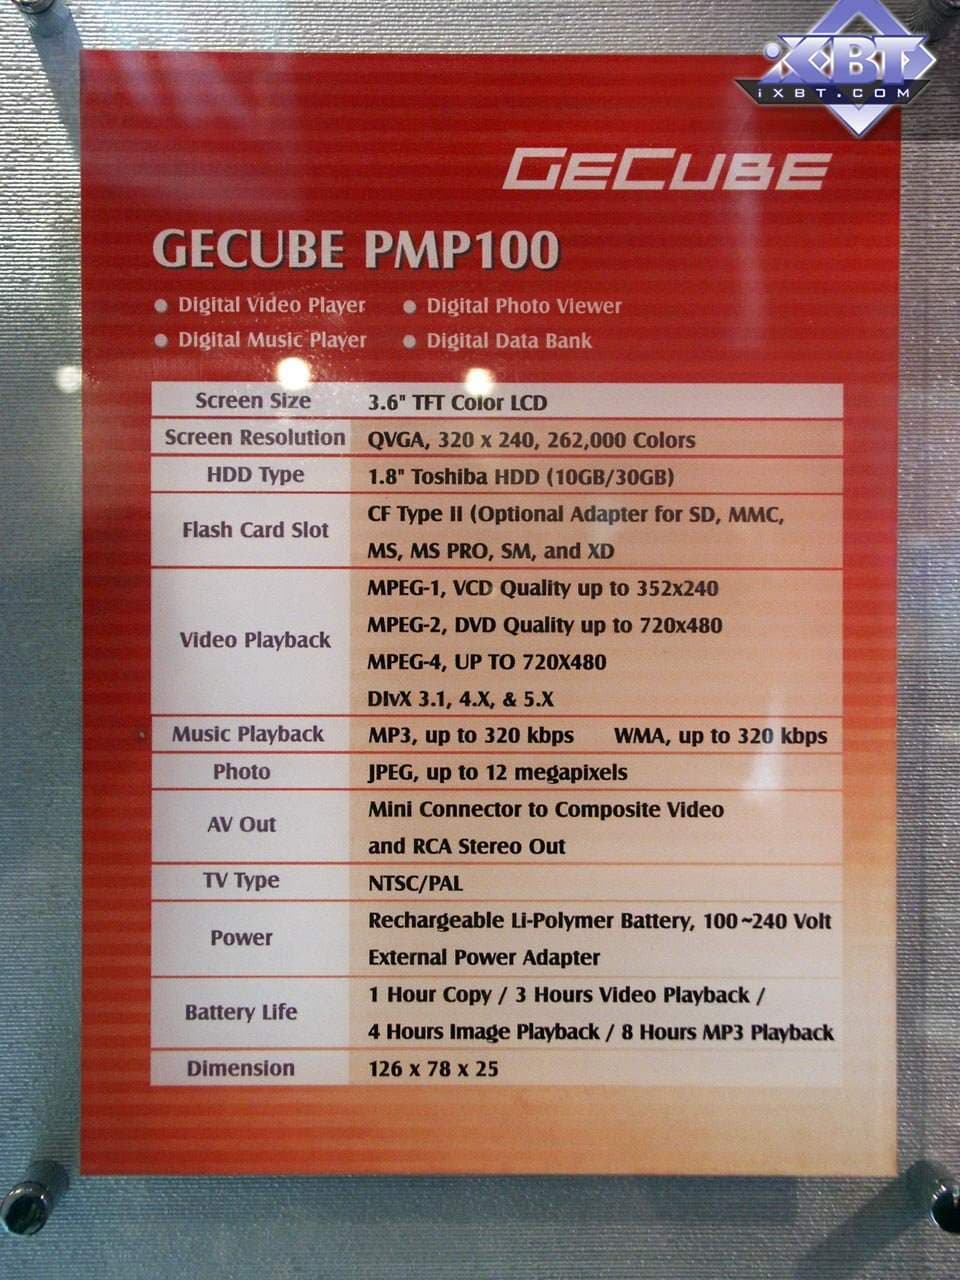 iXBT
iXBT.COM
GECUBE
GECUBE PMP100
Digital Video Player
Digital Photo Viewer
Digital Music Player
Digital Data Bank
Screen Size 3.6" TFT Color LCD
Screen Resolution QVGA, 320 x 240, 262,000 Colors
HDD Type 1.8" Toshiba HDD (10GB/30GB)
Flash Card Slot CF Type II (Optional Adapter for SD, MMC,
MS, MS PRO, SM, and XD
Video Playback MPEG-1, VCD Quality up to 352x240
MPEG-2, DVD Quality up to 720x480
MPEG-4, UP TO 720X480
DIvX 3.1, 4.X, & 5.X
Music Playback MP3, up to 320 kbps WMA, up to 320 kbps
Photo JPEG, up to 12 megapixels
AV Out Mini Connector to Composite Video
and RCA Stereo Out
TV Type NTSC/PAL
Power Rechargeable Li-Polymer Battery, 100~240 Volt
External Power Adapter
Battery Life 1 Hour Copy / 3 Hours Video Playback /
4 Hours Image Playback / 8 Hours MP3 Playback
Dimension 126 x 78 x 25